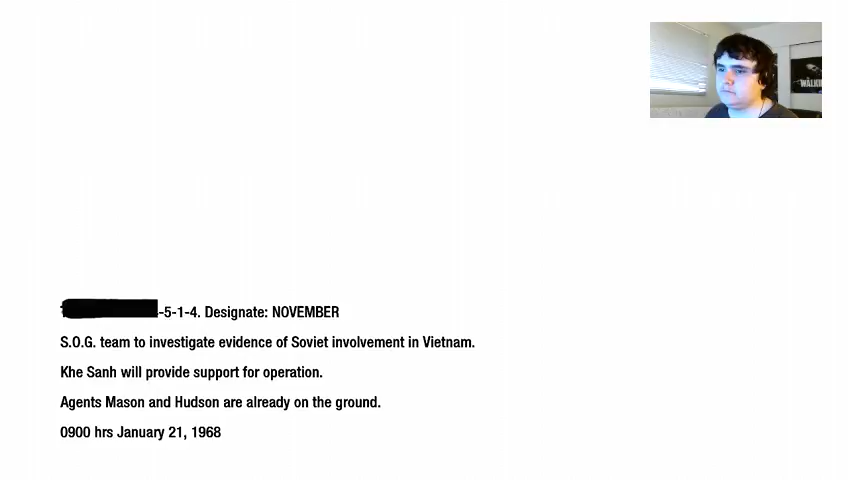 WALKI
-5-1-4. Designate: NOVEMBER
S.O.G. team to investigate evidence of Soviet involvement in Vietnam.
Khe Sanh will provide support for operation.
Agents Mason and Hudson are already on the ground.
0900 hrs January 21, 1968